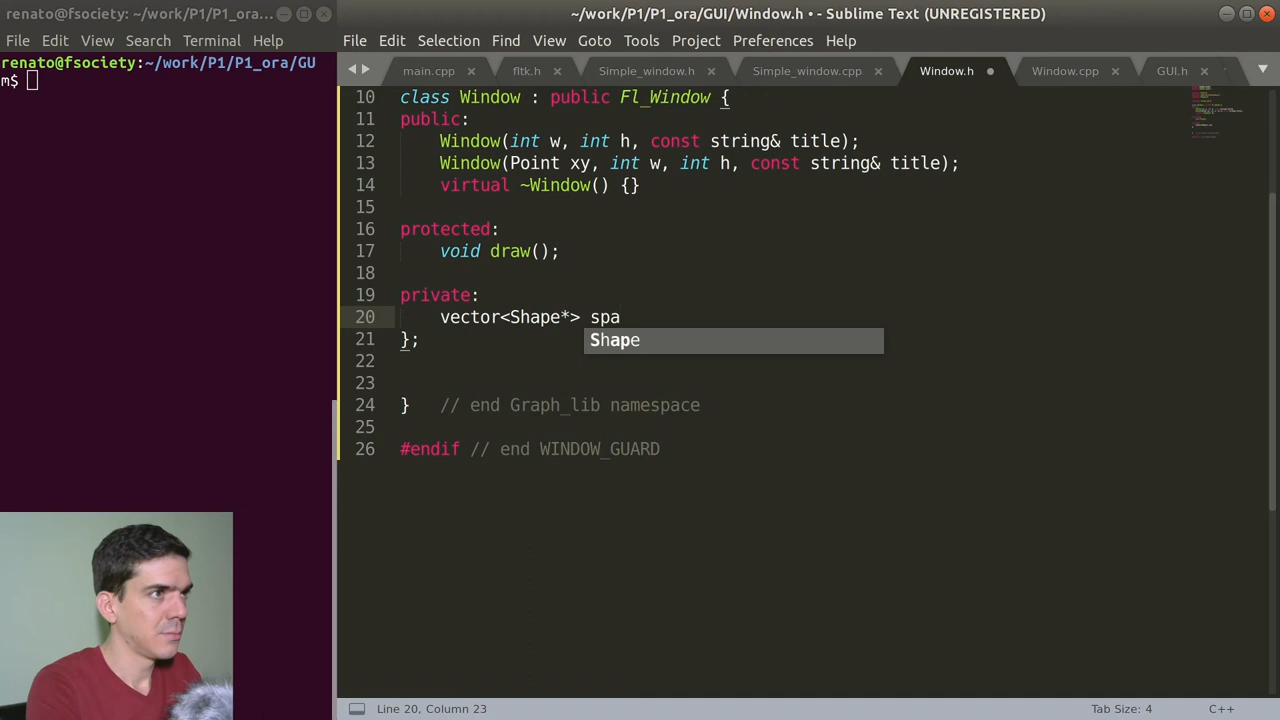 renato@fsociety: ~/work/P1/P1_ora/...
File Edit View Search Terminal Help
renato@fsociety:~/work/P1/P1_ora/GU
m$
~/work/P1/P1_ora/GUI/Window.h • - Sublime Text (UNREGISTERED)
File Edit Selection Find View Goto Tools Project Preferences Help
main.cpp × fltk.h × Simple_window.h × Simple_window.cpp × Window.h Window.cpp × GUI.h ×
10 class Window : public Fl_Window {
11 public:
12 Window(int w, int h, const string& title);
13 Window(Point xy, int w, int h, const string& title);
14 virtual ~Window() {}
15
16 protected:
17 void draw();
18
19 private:
20 vector<Shape*> spa
Shape
21 };
22
23
24 } // end Graph_lib namespace
25
26 #endif // end WINDOW_GUARD
Line 20, Column 23 Tab Size: 4 C++